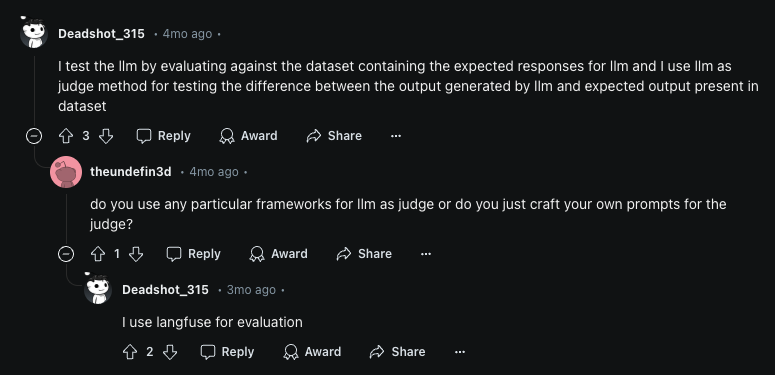 Deadshot_315 • 4mo ago •
I test the llm by evaluating against the dataset containing the expected responses for llm and I use llm as
judge method for testing the difference between the output generated by llm and expected output present in
dataset
3 Reply Award Share ...
theundefin3d • 4mo ago •
do you use any particular frameworks for llm as judge or do you just craft your own prompts for the
judge?
1 Reply Award Share ...
Deadshot_315 • 3mo ago •
I use langfuse for evaluation
2 Reply Award Share ...